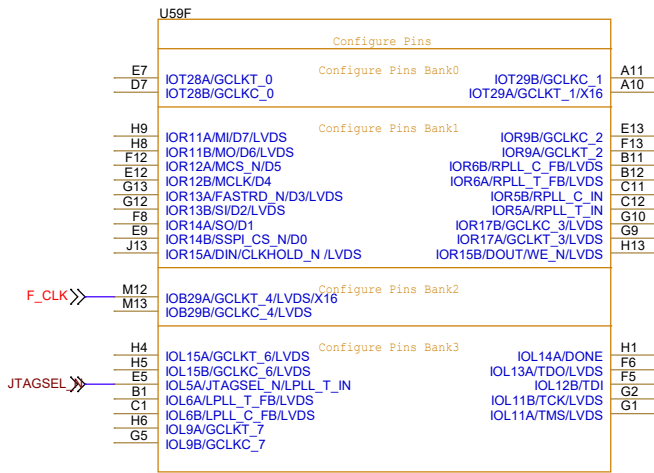 U59F
Configure Pins
Configure Pins Bank0
E7 IOT28A/GCLKT_0 IOT29B/GCLKC_1 A11
D7 IOT28B/GCLKC_0 IOT29A/GCLKT_1/X16 A10
Configure Pins Bank1
H9 IOR11A/MI/D7/LVDS IOR9B/GCLKC_2 E13
H8 IOR11B/MO/D6/LVDS IOR9A/GCLKT_2 F13
F12 IOR12A/MCS_N/D5 IOR6B/RPLL_C_FB/LVDS B11
E12 IOR12B/MCLK/D4 IOR6A/RPLL_T_FB/LVDS B12
G13 IOR13A/FASTRD_N/D3/LVDS IOR5B/RPLL_C_IN C11
G12 IOR13B/SI/D2/LVDS IOR5A/RPLL_T_IN C12
F8 IOR14A/SO/D1 IOR17B/GCLKC_3/LVDS G10
E9 IOR14B/SSPI_CS_N/D0 IOR17A/GCLKT_3/LVDS G9
J13 IOR15A/DIN/CLKHOLD_N /LVDS IOR15B/DOUT/WE_N/LVDS H13
Configure Pins Bank2
F_CLK M12 IOB29A/GCLKT_4/LVDS/X16
M13 IOB29B/GCLKC_4/LVDS
Configure Pins Bank3
H4 IOL15A/GCLKT_6/LVDS IOL14A/DONE H1
H5 IOL15B/GCLKC_6/LVDS IOL13A/TDO/LVDS F6
JTAGSEL_N E5 IOL5A/JTAGSEL_N/LPLL_T_IN IOL12B/TDI F5
B1 IOL6A/LPLL_T_FB/LVDS IOL11B/TCK/LVDS G2
C1 IOL6B/LPLL_C_FB/LVDS IOL11A/TMS/LVDS G1
H6 IOL9A/GCLKT_7
G5 IOL9B/GCLKC_7